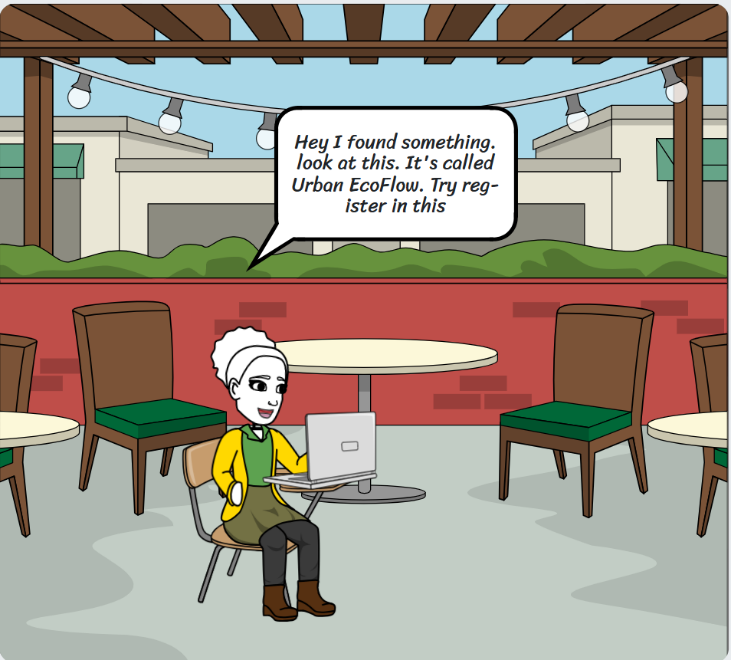 Hey I found something.
look at this. It's called
Urban EcoFlow. Try reg-
ister in this